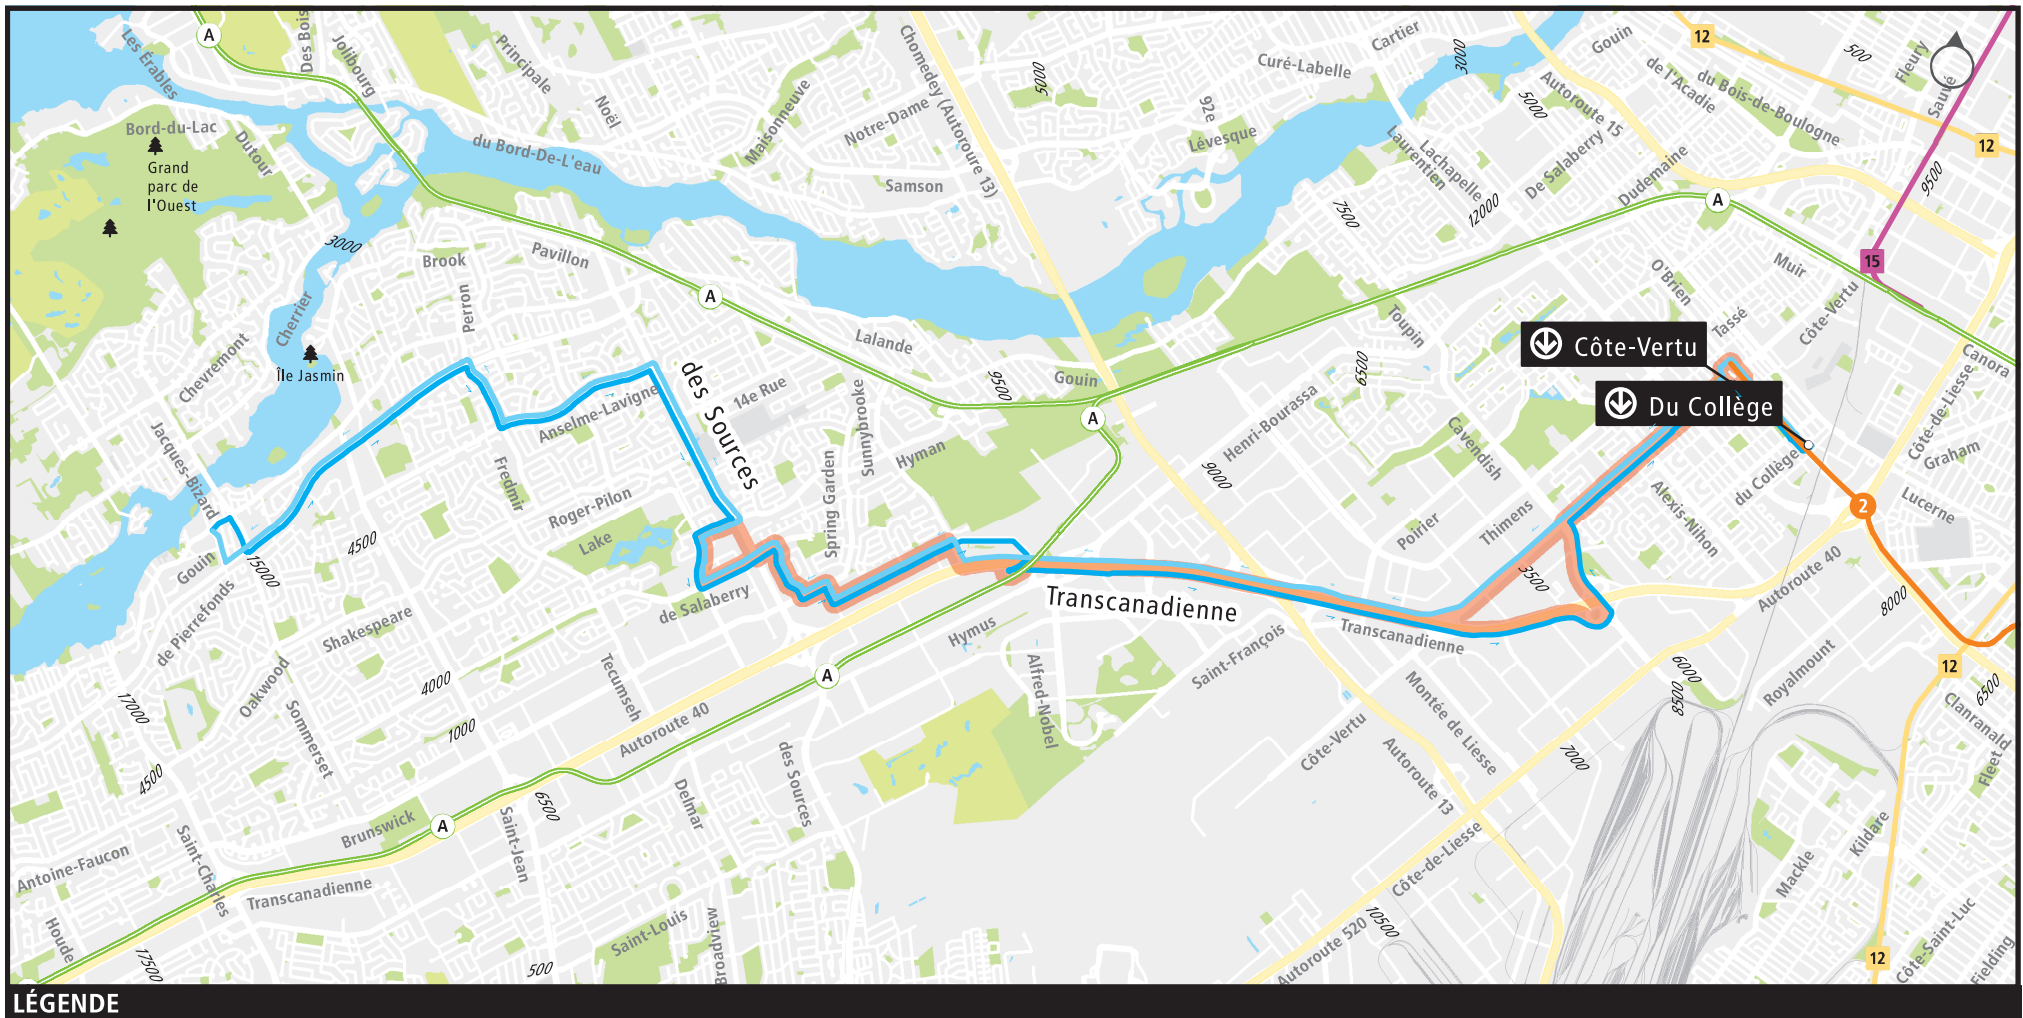 A
Les Érables
Des Bois
Jolibourg
Principale
Noël
Bord-du-Lac
Dutour
Grand
parc de
l'Ouest
du Bord-De-L'eau
Maisonneuve
Notre-Dame
Samson
Chomedey (Autoroure 13)
5000
Curé-Labelle
Cartier
3000
92e
Lévesque
Gouin
de l'Acadie
12
500
Fleury
Sauvé
du Bois-de-Boulogne
12
Autoroute 15
5000
Laurentien
Lachapelle
De Salaberry
Dudemaine
12000
7500
A
9500
15
3000
Brook
Pavillon
Perron
A
Lalande
Cherrier
Île Jasmin
Chevremont
Anselme-Lavigne
des Sources
14e Rue
Sunnybrooke
Spring Garden
Hyman
9500
Gouin
A
Toupin
6500
Henri-Bourassa
9000
Cavendish
Poirier
Thimens
O'Brien
Muir
Tassé
Côte-Vertu
Canora
Côte-Vertu
Du Collège
du Collège
Alexis-Nihon
3500
Côte-de-Liesse
Graham
Lucerne
2
Autoroute 40
8000
Jacques-Bizard
Gouin
15000
4500
Fredmir
Roger-Pilon
Lake
de Salaberry
de Pierrefonds
Shakespeare
Oakwood
Sommerset
4000
1000
17000
4500
Tecumseh
Autoroute 40
A
Hymus
Alfred-Nobel
Transcanadienne
Transcanadienne
Saint-François
Côte-Vertu
Montée de Liesse
Autoroute 13
6000
8500
7000
Royalmount
12
6500
Clanranald
Fleet
des Sources
Delmar
6500
Saint-Jean
A
Brunswick
Saint-Charles
Antoine-Faucon
Transcanadienne
Houde
17500
500
Saint-Louis
Broadview
Côte-de-Liesse
10500
Autoroute 520
Mackle
Kildare
12
Côte-Saint-Luc
Fielding
LÉGENDE